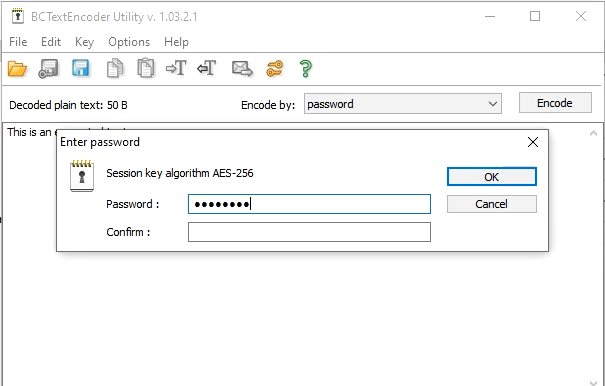 BCTextEncoder Utility v. 1.03.2.1
File Edit Key Options Help
Decoded plain text: 50 B Encode by: password Encode
This is an
Enter password
Session key algorithm AES-256
OK
Password : ●●●●●●●●
Cancel
Confirm :